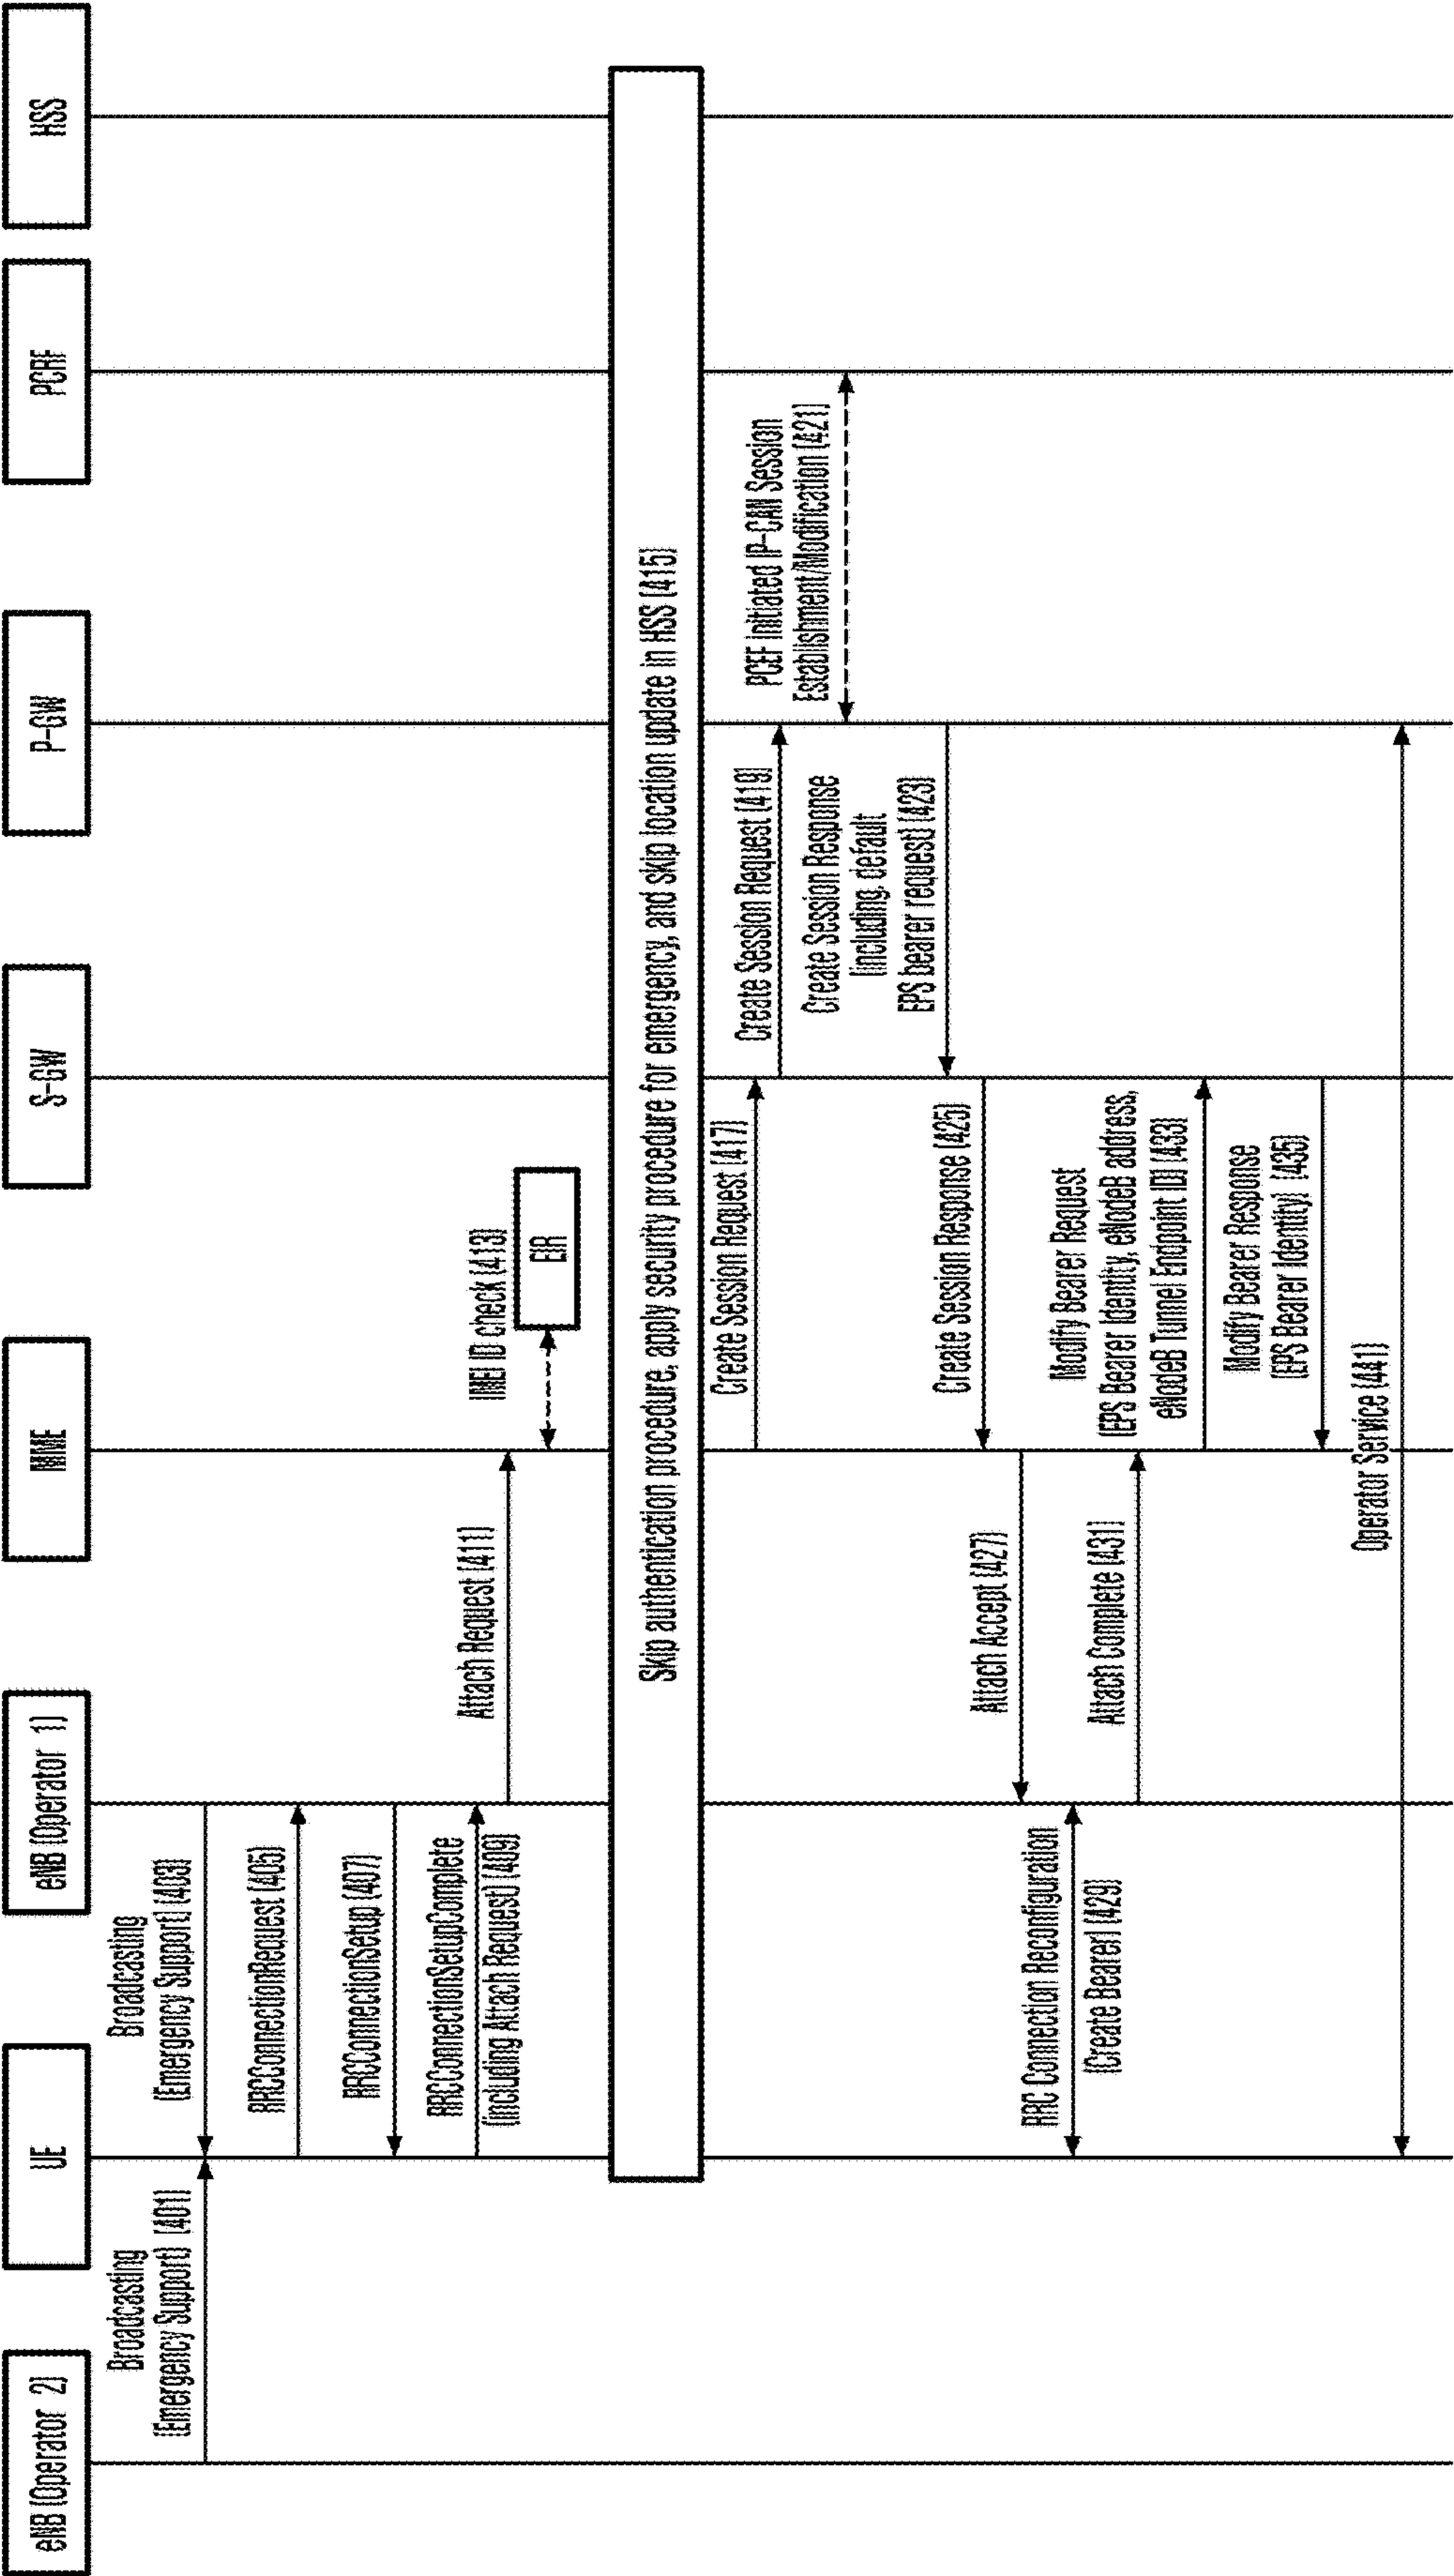 eNB (Operator 2)
UE
eNB (Operator 1)
MME
S-GW
P-GW
PCRF
HSS
Broadcasting
(Emergency Support) (401)
Broadcasting
(Emergency Support) (403)
RRCConnectionRequest (405)
RRCConnectionSetup (407)
RRCConnectionSetupComplete
(including Attach Request) (409)
Attach Request (411)
IMEI ID check (413)
EIR
Skip authentication procedure, apply security procedure for emergency, and skip location update in HSS (415)
Create Session Request (417)
Create Session Request (419)
PCEF Initiated IP-CAN Session
Establishment/Modification (421)
Create Session Response
(including, default
EPS bearer request) (423)
Create Session Response (425)
Attach Accept (427)
RRC Connection Reconfiguration
(Create Bearer) (429)
Attach Complete (431)
Modify Bearer Request
(EPS Bearer Identity, eNodeB address,
eNodeB Tunnel Endpoint ID) (433)
Modify Bearer Response
(EPS Bearer Identity) (435)
Operator Service (441)